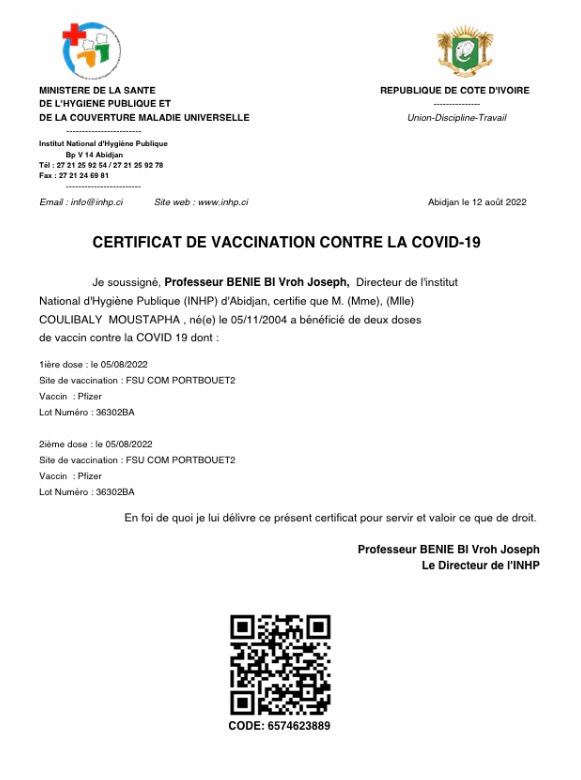 MINISTERE DE LA SANTE
DE L'HYGIENE PUBLIQUE ET
DE LA COUVERTURE MALADIE UNIVERSELLE
------------------------
Institut National d'Hygiène Publique
Bp V 14 Abidjan
Tél : 27 21 25 92 54 / 27 21 25 92 78
Fax : 27 21 24 69 81
------------------------
Email : info@inhp.ci Site web : www.inhp.ci
REPUBLIQUE DE COTE D'IVOIRE
---------------
Union-Discipline-Travail
Abidjan le 12 août 2022
CERTIFICAT DE VACCINATION CONTRE LA COVID-19
Je soussigné, Professeur BENIE BI Vroh Joseph, Directeur de l'institut
National d'Hygiène Publique (INHP) d'Abidjan, certifie que M. (Mme), (Mlle)
COULIBALY MOUSTAPHA , né(e) le 05/11/2004 a bénéficié de deux doses
de vaccin contre la COVID 19 dont :
1ière dose : le 05/08/2022
Site de vaccination : FSU COM PORTBOUET2
Vaccin : Pfizer
Lot Numéro : 36302BA
2ième dose : le 05/08/2022
Site de vaccination : FSU COM PORTBOUET2
Vaccin : Pfizer
Lot Numéro : 36302BA
En foi de quoi je lui délivre ce présent certificat pour servir et valoir ce que de droit.
Professeur BENIE BI Vroh Joseph
Le Directeur de l'INHP
CODE: 6574623889